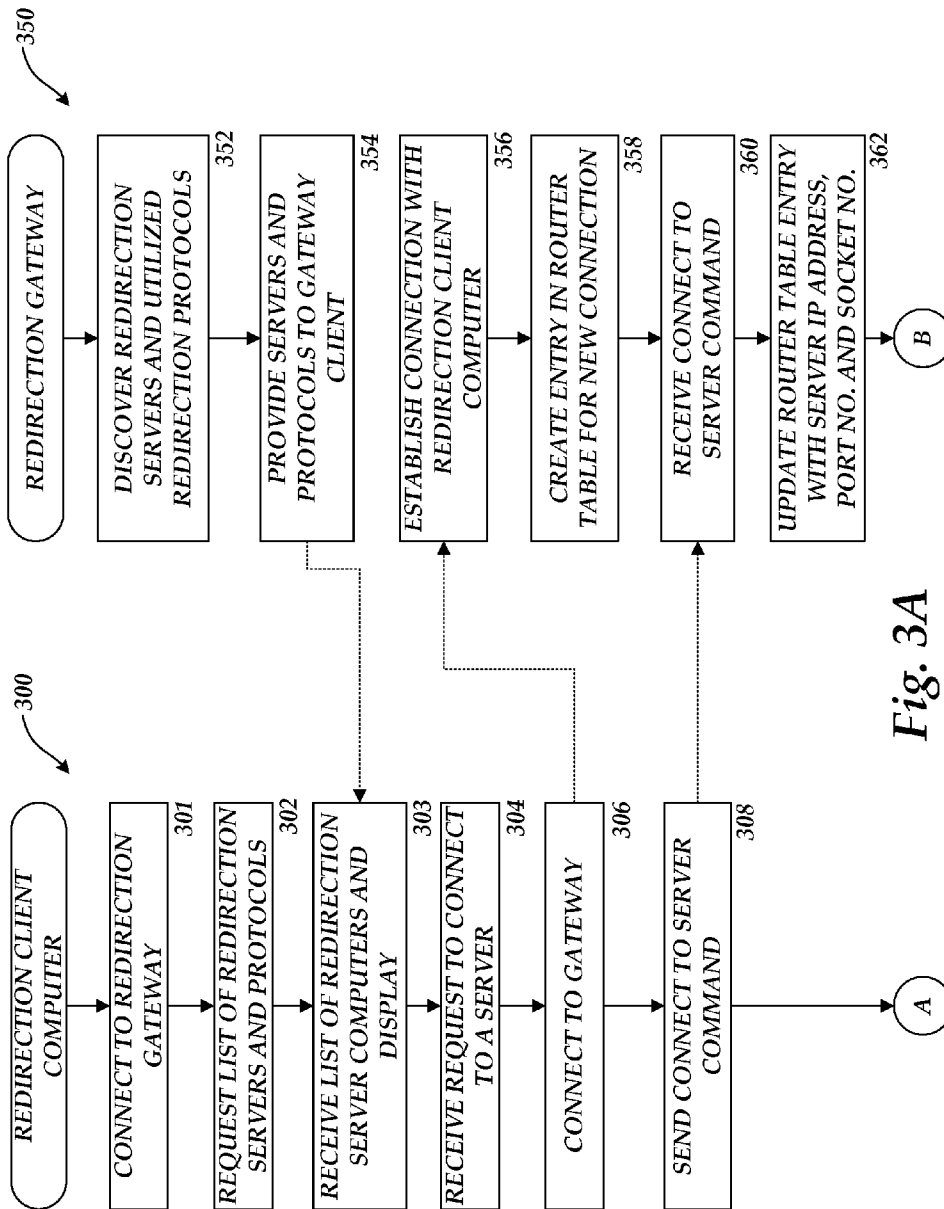 REDIRECTION CLIENT
COMPUTER
300
CONNECT TO REDIRECTION
GATEWAY
301
REQUEST LIST OF REDIRECTION
SERVERS AND PROTOCOLS
302
RECEIVE LIST OF REDIRECTION
SERVER COMPUTERS AND
DISPLAY
303
RECEIVE REQUEST TO CONNECT
TO A SERVER
304
CONNECT TO GATEWAY
306
SEND CONNECT TO SERVER
COMMAND
308
A
REDIRECTION GATEWAY
350
DISCOVER REDIRECTION
SERVERS AND UTILIZED
REDIRECTION PROTOCOLS
352
PROVIDE SERVERS AND
PROTOCOLS TO GATEWAY
CLIENT
354
ESTABLISH CONNECTION WITH
REDIRECTION CLIENT
COMPUTER
356
CREATE ENTRY IN ROUTER
TABLE FOR NEW CONNECTION
358
RECEIVE CONNECT TO
SERVER COMMAND
360
UPDATE ROUTER TABLE ENTRY
WITH SERVER IP ADDRESS,
PORT NO. AND SOCKET NO.
362
B
Fig. 3A